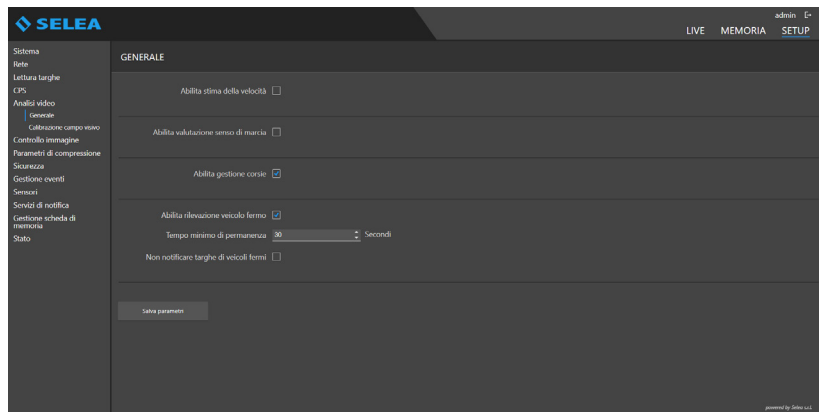 SELEA
admin
LIVE MEMORIA SETUP
Sistema
Rete
Lettura targhe
CPS
Analisi video
Generale
Calibrazione campo visivo
Controllo immagine
Parametri di compressione
Sicurezza
Gestione eventi
Sensori
Servizi di notifica
Gestione scheda di
memoria
Stato
GENERALE
Abilita stima della velocità
Abilita valutazione senso di marcia
Abilita gestione corsie
Abilita rilevazione veicolo fermo
Tempo minimo di permanenza 30 Secondi
Non notificare targhe di veicoli fermi
Salva parametri
powered by Selea s.r.l.